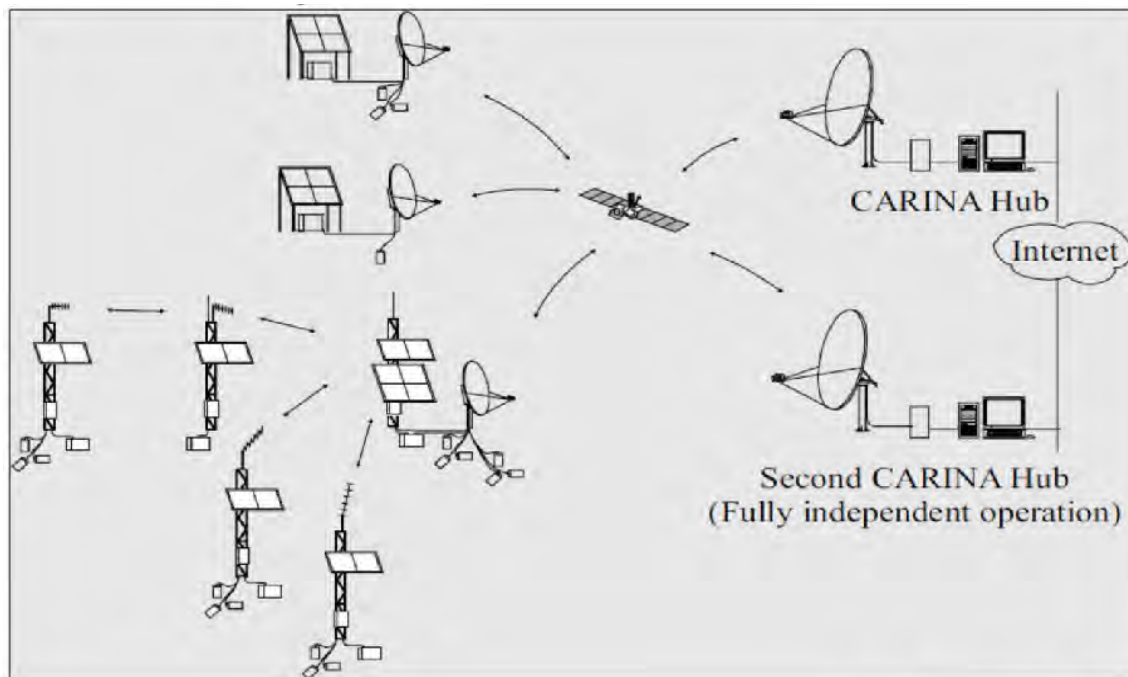 CARINA Hub
Internet
Second CARINA Hub
(Fully independent operation)